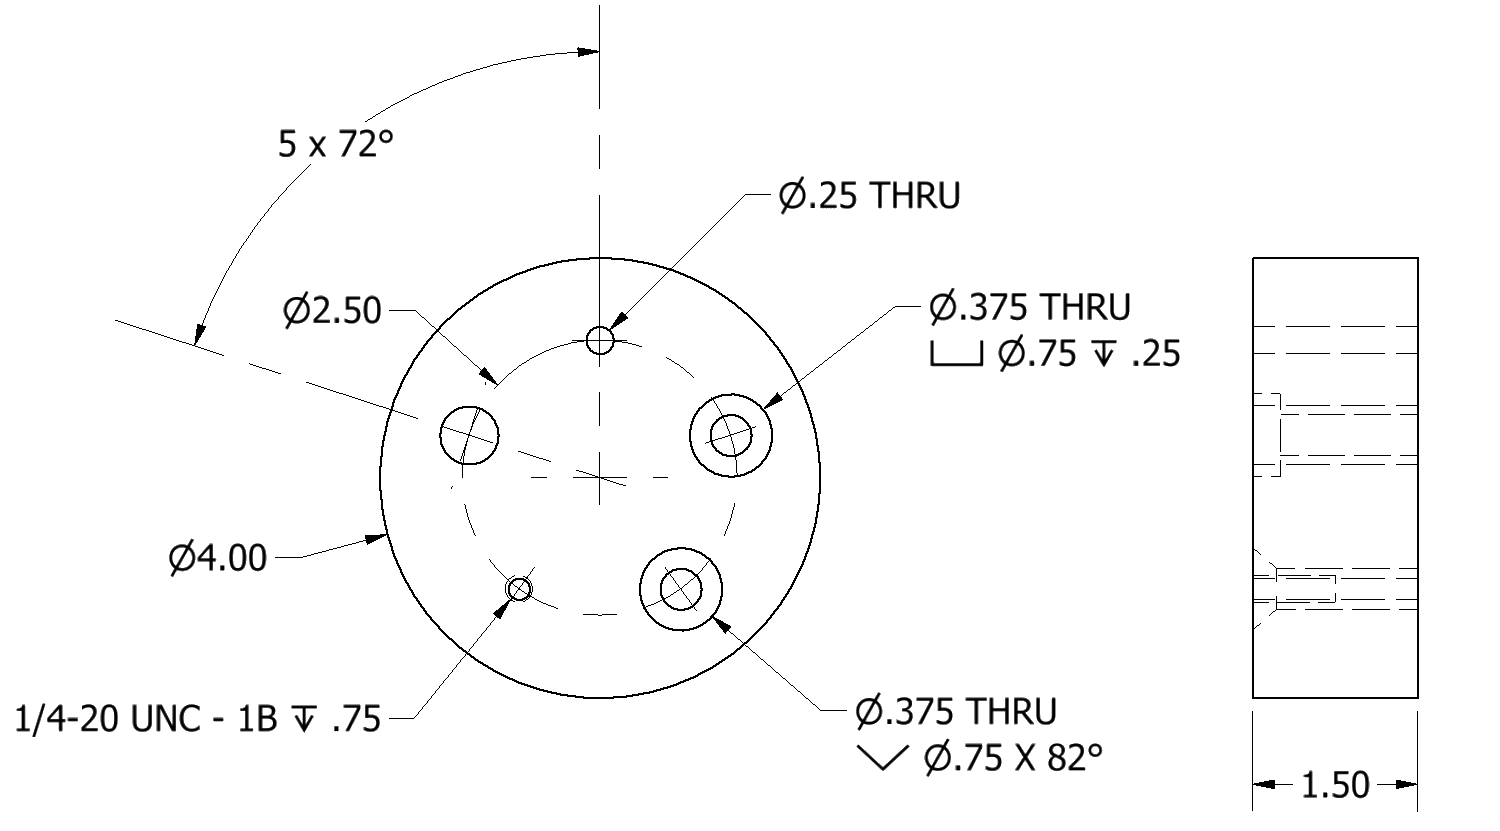 5 x 72°
Ø.25 THRU
Ø2.50
Ø.375 THRU
⌴ Ø.75 ↧ .25
Ø4.00
1/4-20 UNC - 1B ↧ .75
Ø.375 THRU
⌵ Ø.75 X 82°
1.50